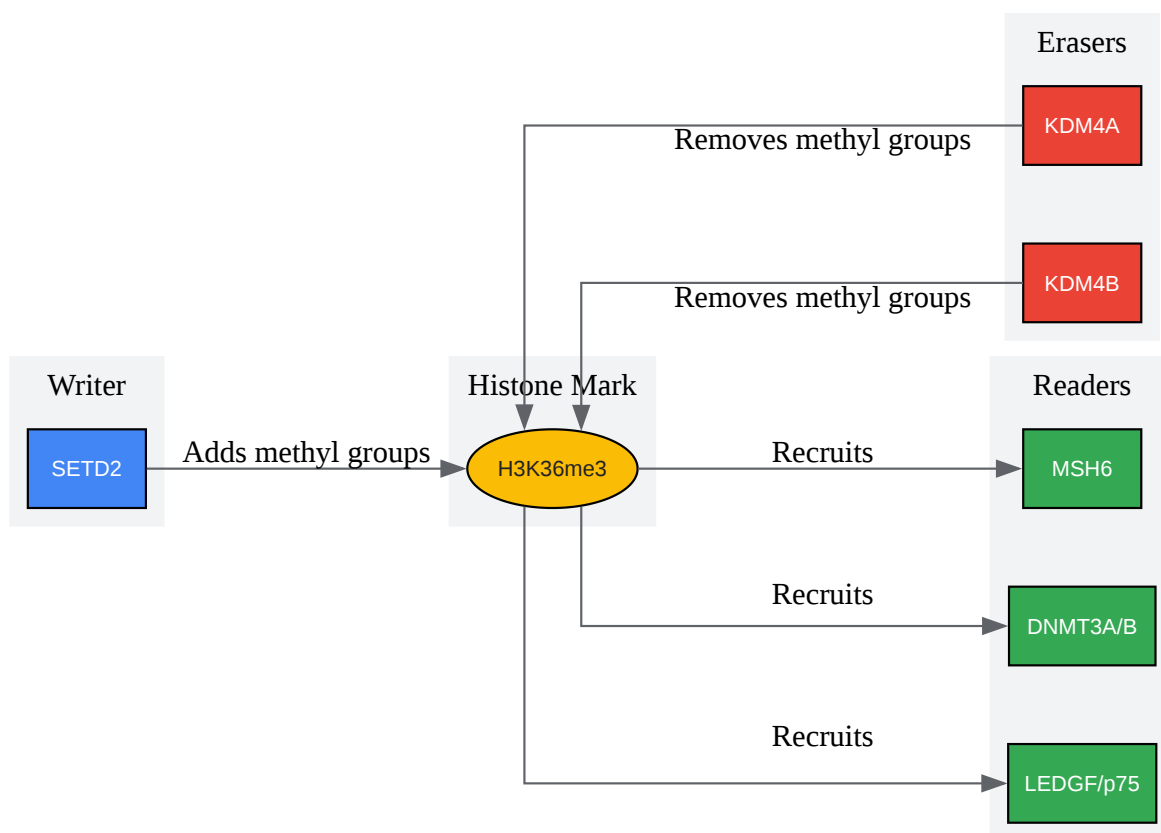 Erasers
KDM4A
Removes methyl groups
KDM4B
Removes methyl groups
Writer
Histone Mark
Readers
SETD2
Adds methyl groups
H3K36me3
Recruits
MSH6
Recruits
DNMT3A/B
Recruits
LEDGF/p75